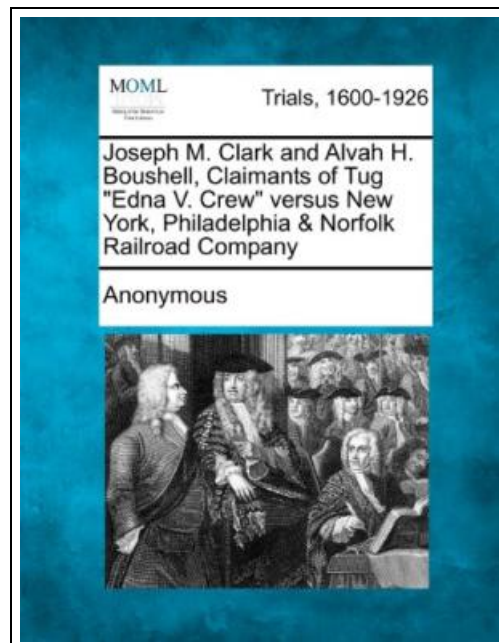 MOML
Trials, 1600-1926
Joseph M. Clark and Alvah H.
Boushell, Claimants of Tug
"Edna V. Crew" versus New
York, Philadelphia & Norfolk
Railroad Company
Anonymous